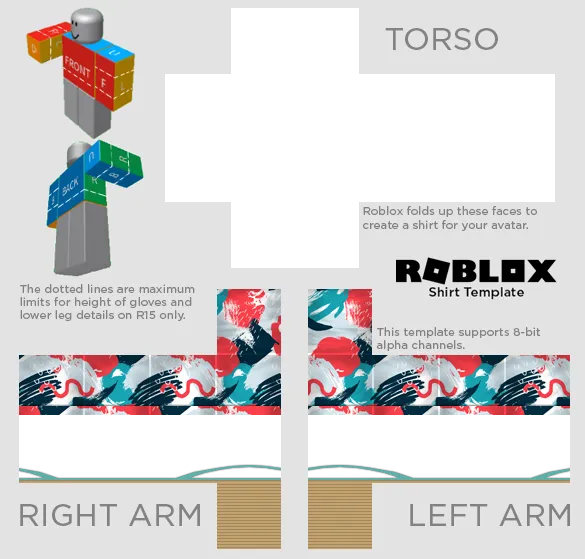 TORSO
FRONT
F
L
U
D
R
BACK
U
R
B
Roblox folds up these faces to
create a shirt for your avatar.
ROBLOX
Shirt Template
The dotted lines are maximum
limits for height of gloves and
lower leg details on R15 only.
This template supports 8-bit
alpha channels.
RIGHT ARM
LEFT ARM